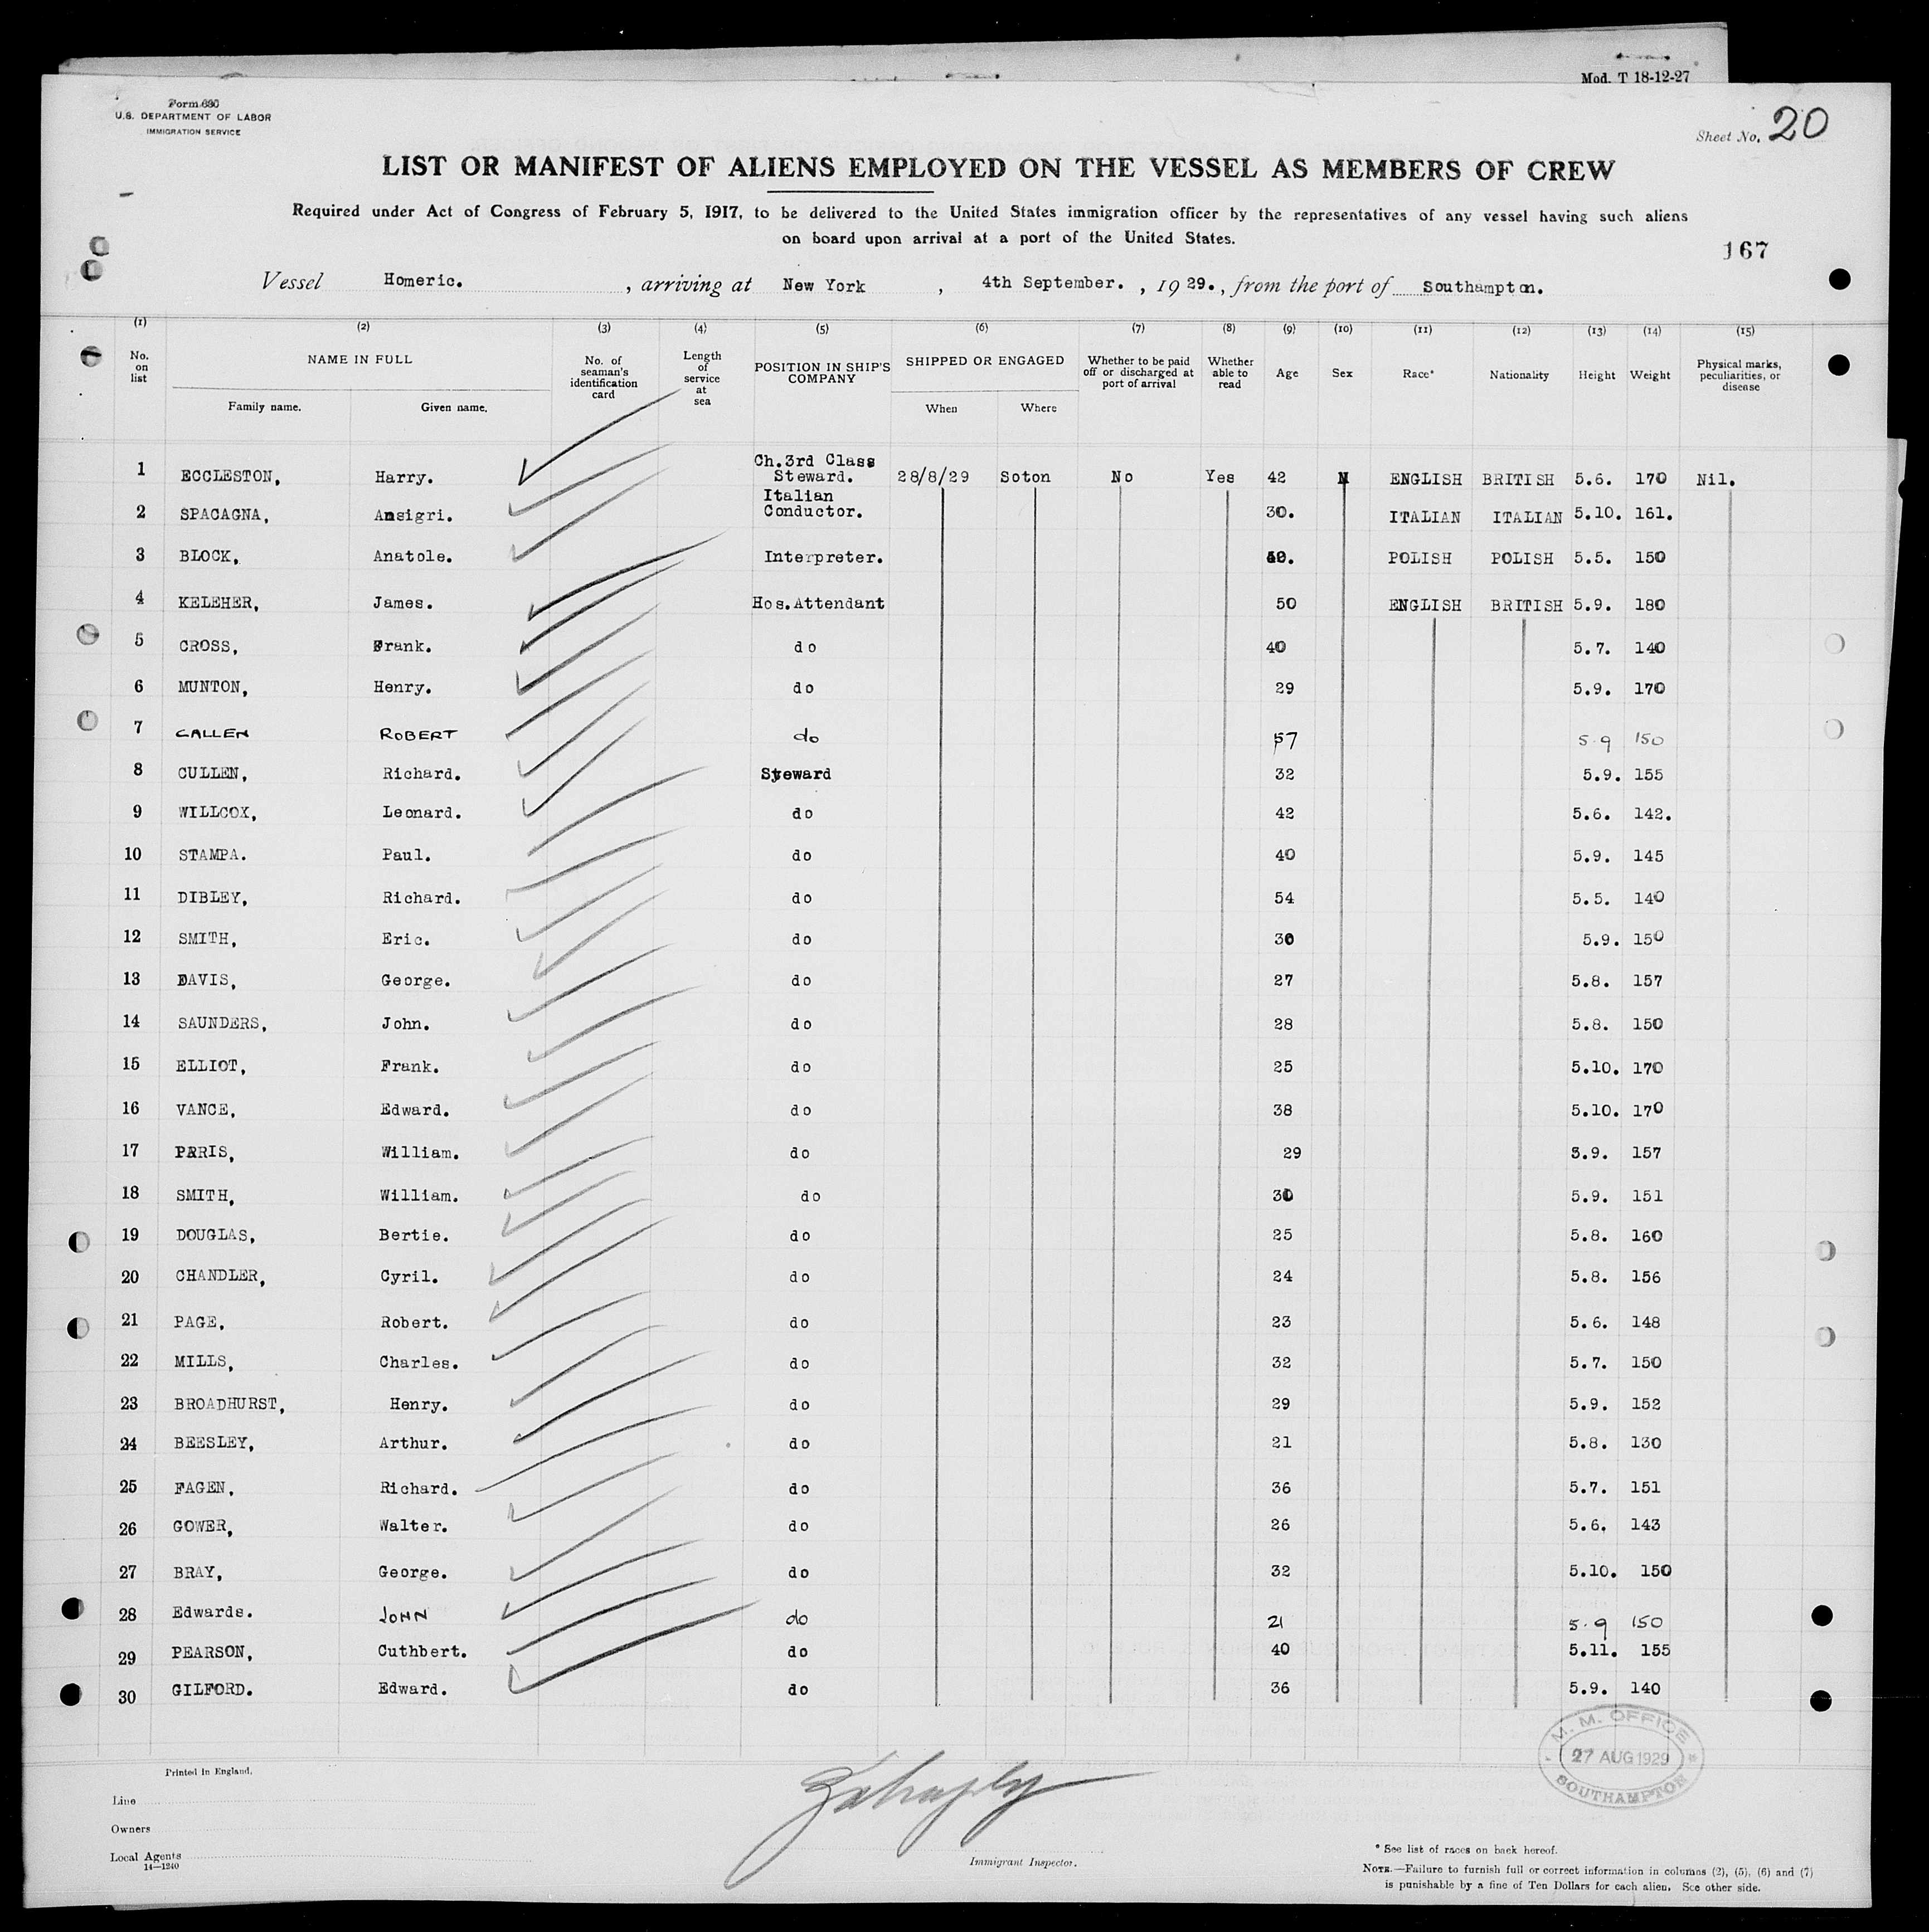 Mod. T 18-12-27
Form 680
U.S. DEPARTMENT OF LABOR
IMMIGRATION SERVICE
Sheet No. 20
LIST OR MANIFEST OF ALIENS EMPLOYED ON THE VESSEL AS MEMBERS OF CREW
Required under Act of Congress of February 5, 1917, to be delivered to the United States immigration officer by the representatives of any vessel having such aliens
on board upon arrival at a port of the United States.
167
Vessel Homeric. , arriving at New York , 4th September. , 19 29. , from the port of Southampton.
(1) (2) (3) (4) (5) (6) (7) (8) (9) (10) (11) (12) (13) (14) (15)
No. on list NAME IN FULL Family name. Given name. No. of seaman's identification card Length of service at sea POSITION IN SHIP'S COMPANY SHIPPED OR ENGAGED When Where Whether to be paid off or discharged at port of arrival Whether able to read Age Sex Race* Nationality Height Weight Physical marks, peculiarities, or disease
1 ECCLESTON, Harry. Ch.3rd Class Steward. 28/8/29 Soton No Yes 42 M ENGLISH BRITISH 5.6. 170 Nil.
2 SPACAGNA, Ansigri. Italian Conductor. 30. ITALIAN ITALIAN 5.10. 161.
3 BLOCK, Anatole. Interpreter. POLISH POLISH 5.5. 150
4 KELEHER, James. Hos.Attendant 50 ENGLISH BRITISH 5.9. 180
5 CROSS, Frank. do 40 5.7. 140
6 MUNTON, Henry. do 29 5.9. 170
7 CALLEN ROBERT do 57 5.9 150
8 CULLEN, Richard. Steward 32 5.9. 155
9 WILLCOX, Leonard. do 42 5.6. 142.
10 STAMPA. Paul. do 40 5.9. 145
11 DIBLEY, Richard. do 54 5.5. 140
12 SMITH, Eric. do 30 5.9. 150
13 DAVIS, George. do 27 5.8. 157
14 SAUNDERS, John. do 28 5.8. 150
15 ELLIOT, Frank. do 25 5.10. 170
16 VANCE, Edward. do 38 5.10. 170
17 William. do 29 5.9. 157
18 SMITH, William. do 30 5.9. 151
19 DOUGLAS, Bertie. do 25 5.8. 160
20 CHANDLER, Cyril. do 24 5.8. 156
21 PAGE, Robert. do 23 5.6. 148
22 MILLS, Charles. do 32 5.7. 150
23 BROADHURST, Henry. do 29 5.9. 152
24 BEESLEY, Arthur. do 21 5.8. 130
25 FAGEN, Richard. do 36 5.7. 151
26 GOWER, Walter. do 26 5.6. 143
27 BRAY, George. do 32 5.10. 150
28 Edwards. JOHN do 21 5.9 150
29 PEARSON, Cuthbert. do 40 5.11. 155
30 GILFORD. Edward. do 36 5.9. 140
M. M. OFFICE
27 AUG 1929
SOUTHAMPTON
Printed in England.
Line
Owners
Local Agents
14—1240
Immigrant Inspector.
* See list of races on back hereof.
NOTE.—Failure to furnish full or correct information in columns (2), (5), (6) and (7)
is punishable by a fine of Ten Dollars for each alien. See other side.